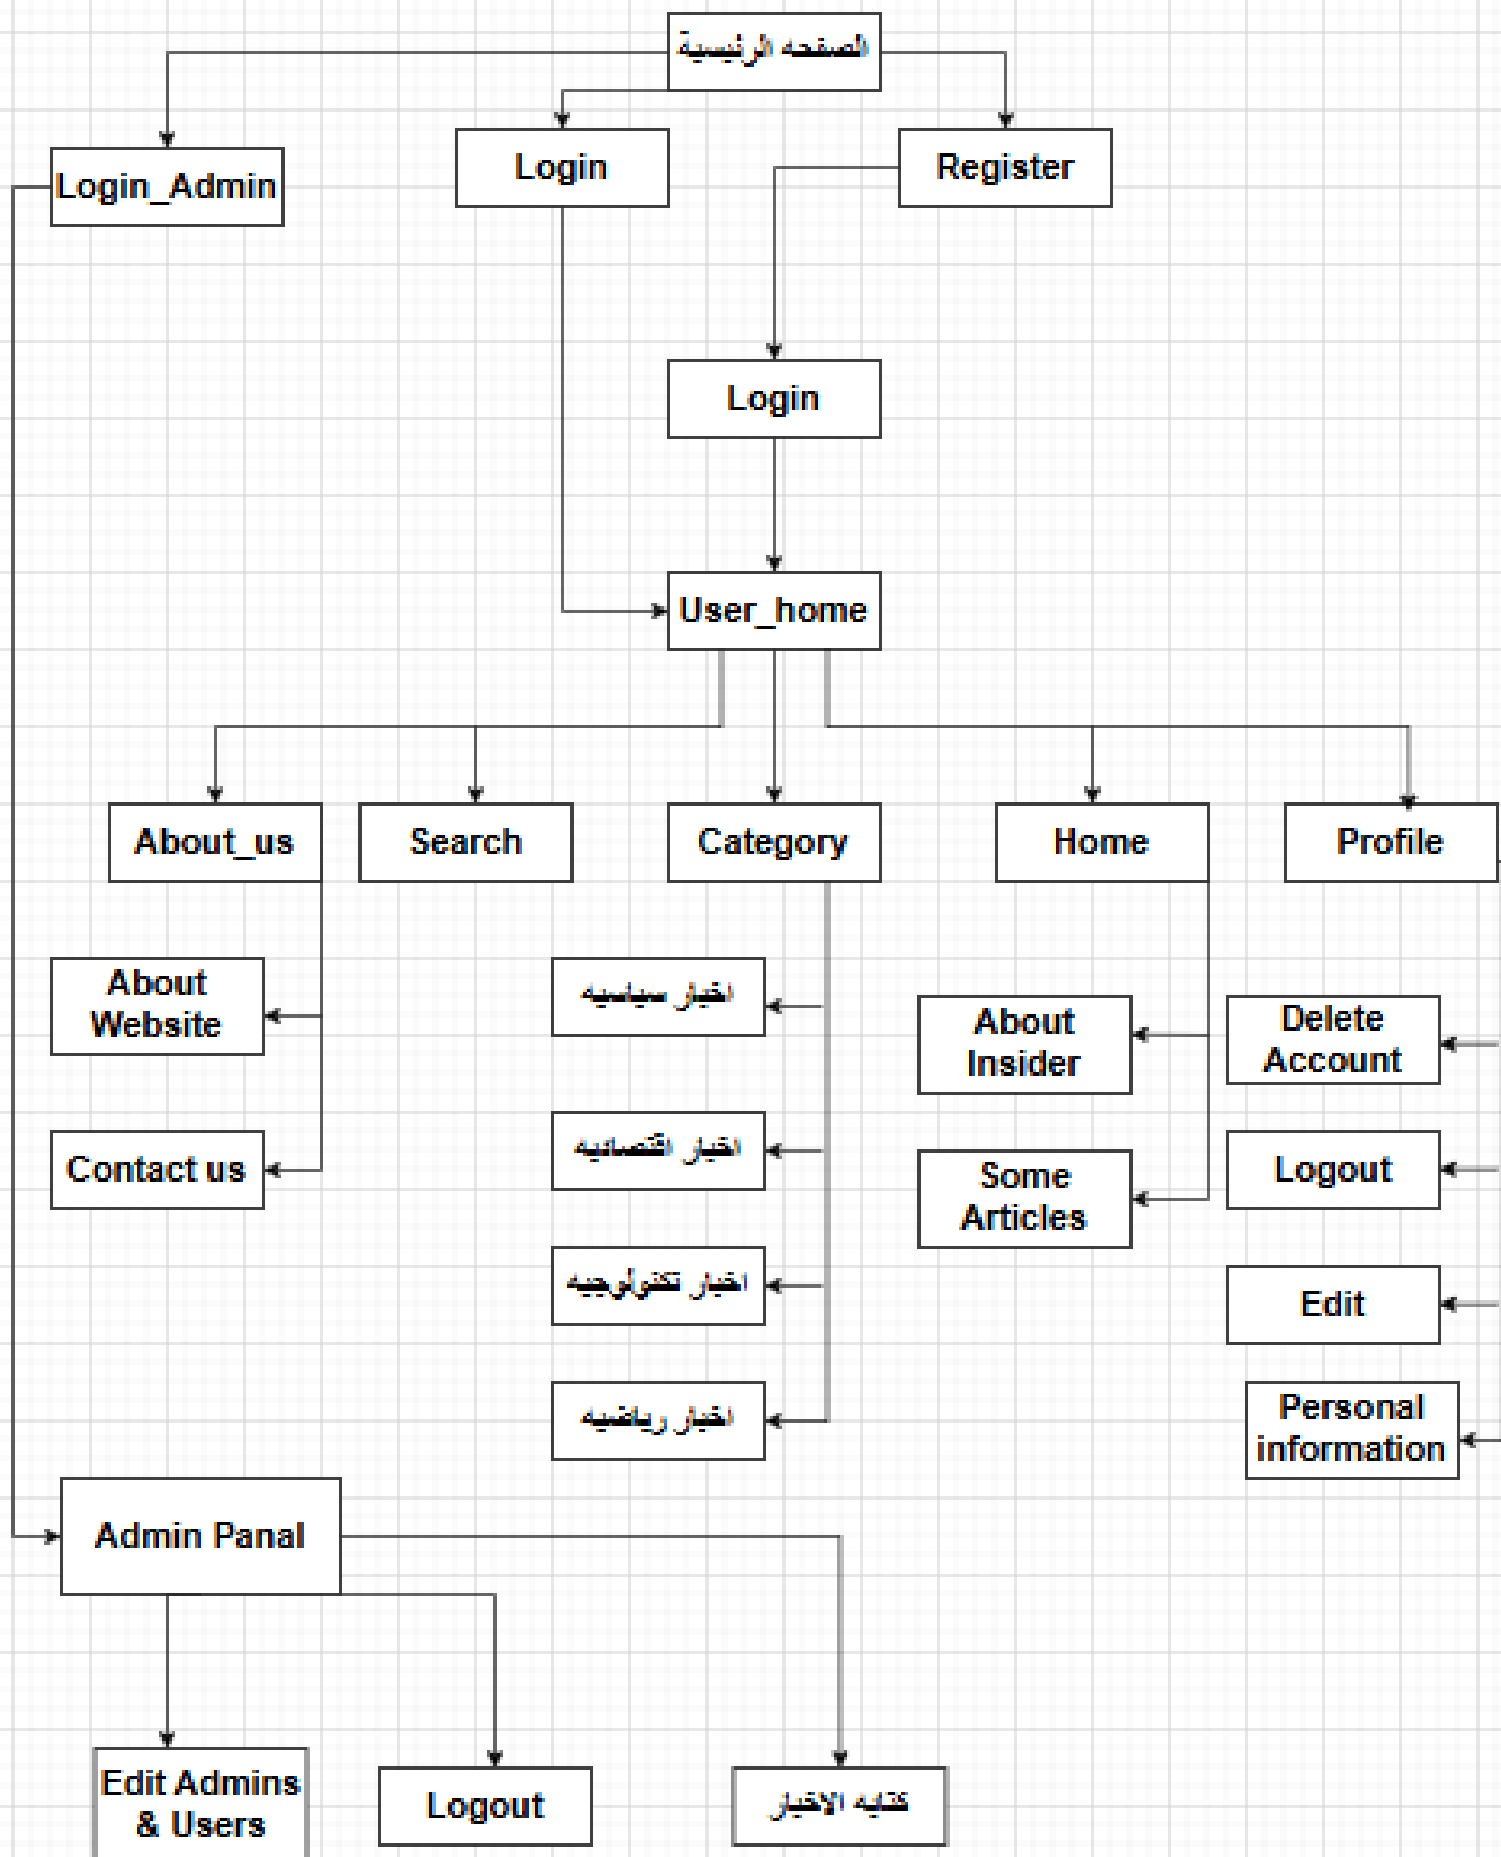 الصفحه الرئيسية
Login_Admin
Login
Register
Login
User_home
About_us
Search
Category
Home
Profile
About
Website
Contact us
اخبار سياسيه
اخبار اقتصاديه
اخبار تكنولوجيه
اخبار رياضيه
About
Insider
Some
Articles
Delete
Account
Logout
Edit
Personal
information
Admin Panal
Edit Admins
& Users
Logout
كتابه الاخبار